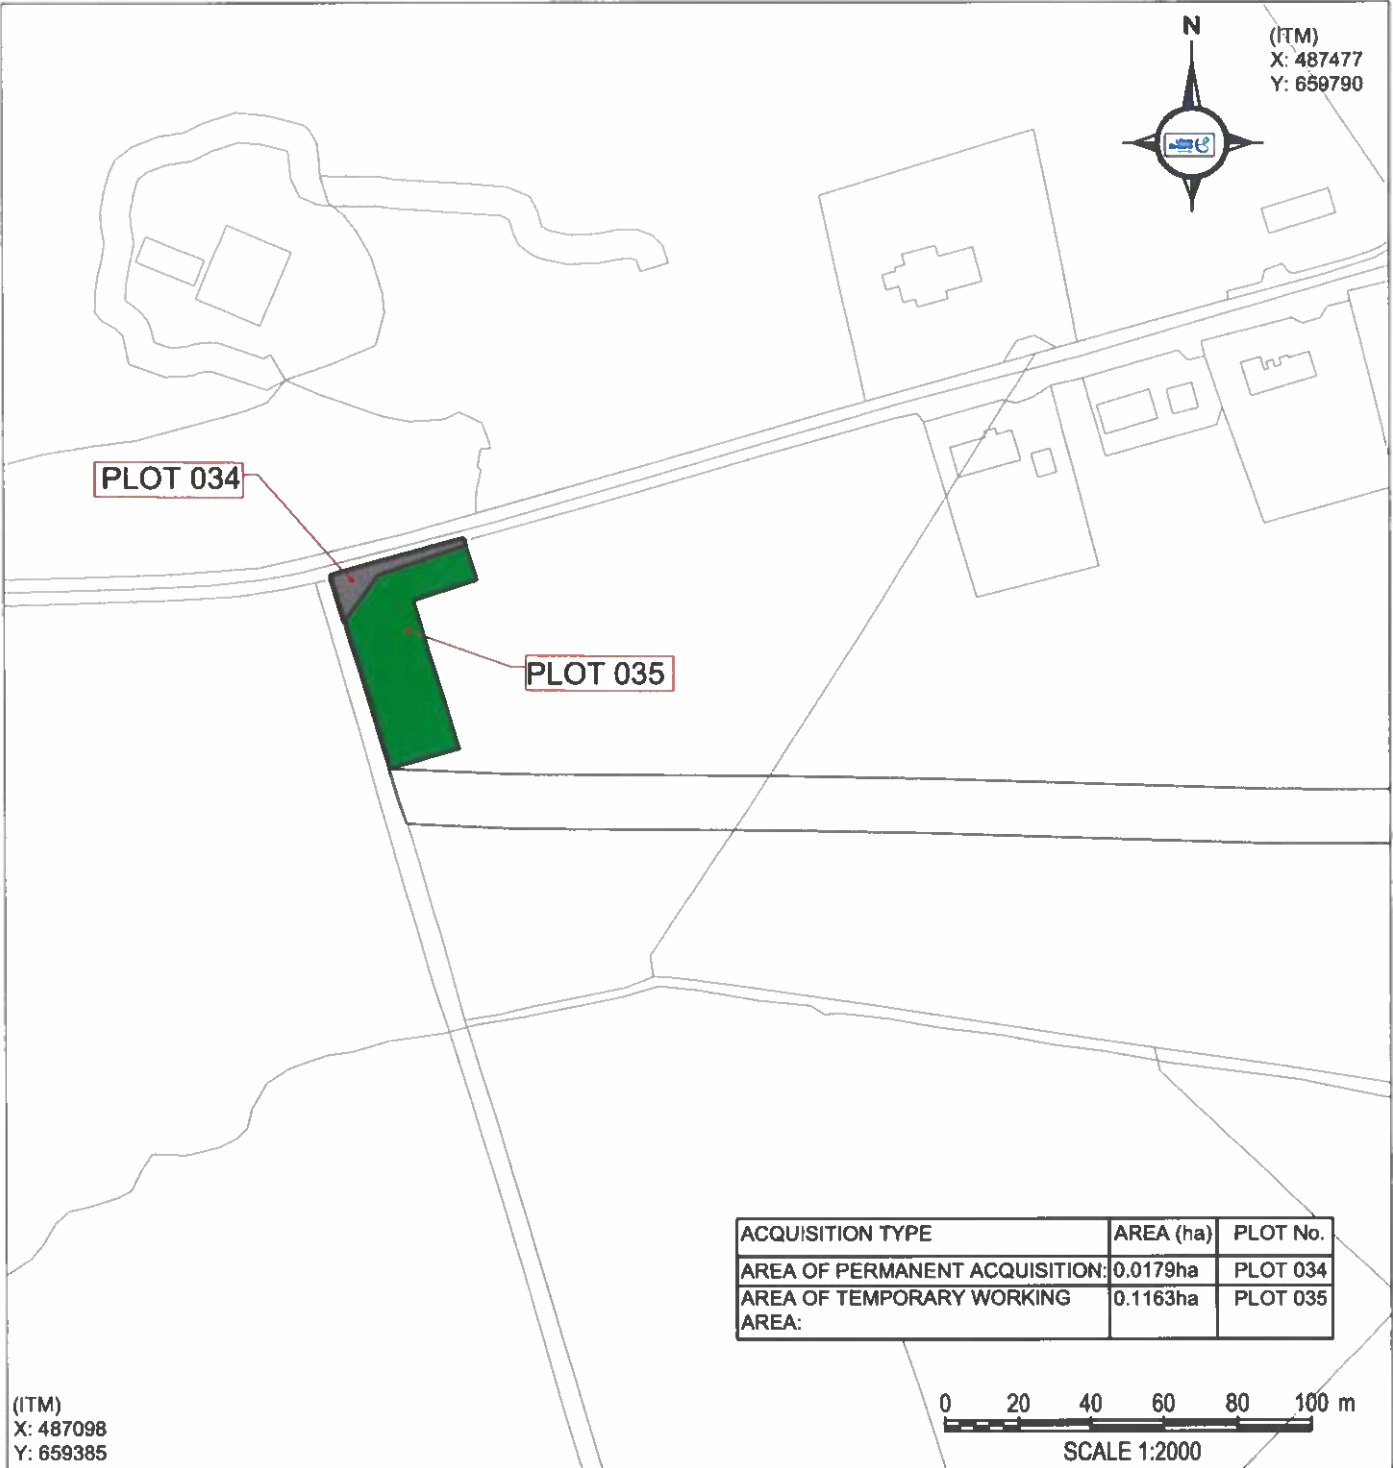 N
(ITM)
X: 487477
Y: 659790
PLOT 034
PLOT 035
ACQUISITION TYPE AREA (ha) PLOT No.
AREA OF PERMANENT ACQUISITION: 0.0179ha PLOT 034
AREA OF TEMPORARY WORKING 0.1163ha PLOT 035
AREA:
(ITM)
X: 487098
Y: 659385
0 20 40 60 80 100 m
SCALE 1:2000